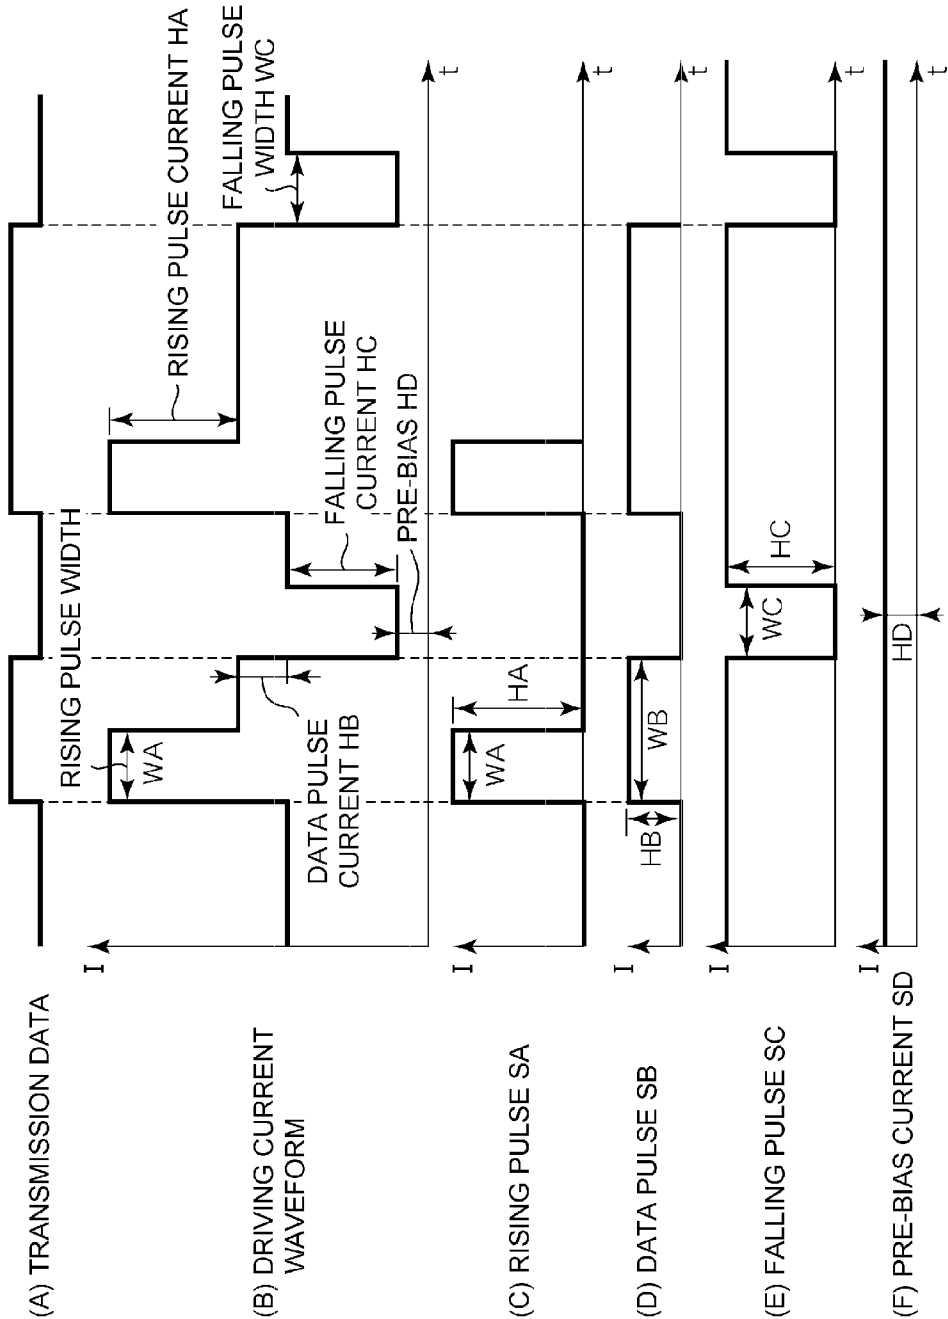 (A) TRANSMISSION DATA
(B) DRIVING CURRENT
WAVEFORM
I
RISING PULSE WIDTH
WA
DATA PULSE
CURRENT HB
FALLING PULSE
CURRENT HC
PRE-BIAS HD
RISING PULSE CURRENT HA
FALLING PULSE
WIDTH WC
t
(C) RISING PULSE SA
I
WA
HA
t
(D) DATA PULSE SB
I
HB
WB
t
(E) FALLING PULSE SC
I
WC
HC
t
(F) PRE-BIAS CURRENT SD
I
HD
t